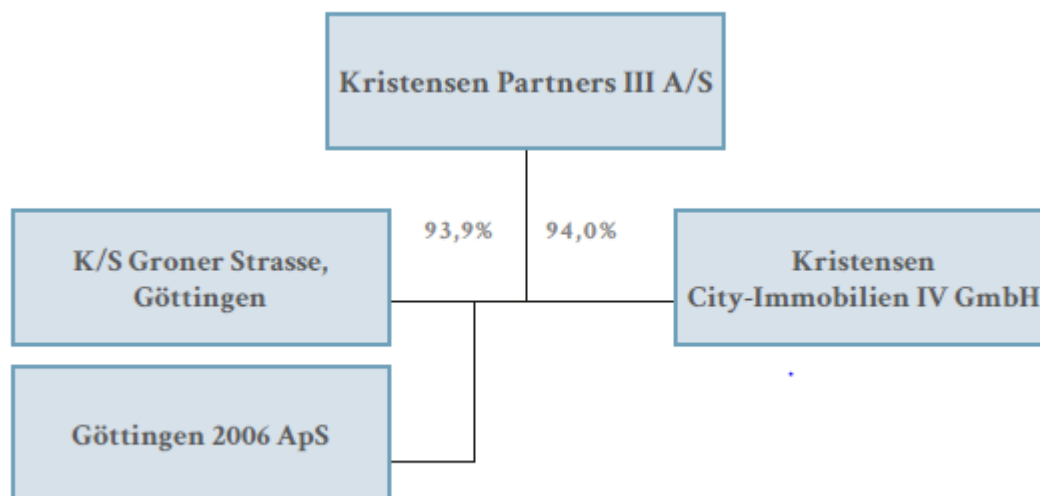 Kristensen Partners III A/S
93,9%
94,0%
K/S Groner Strasse,
Göttingen
Kristensen
City-Immobilien IV GmbH
Göttingen 2006 ApS